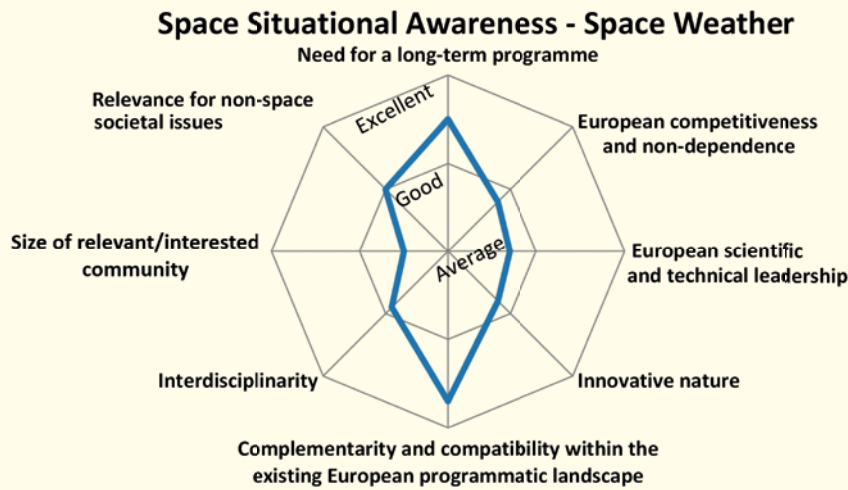 Space Situational Awareness - Space Weather
Need for a long-term programme
Relevance for non-space
societal issues
Excellent
European competitiveness
and non-dependence
Good
Size of relevant/interested
community
Average
European scientific
and technical leadership
Interdisciplinarity
Innovative nature
Complementarity and compatibility within the
existing European programmatic landscape